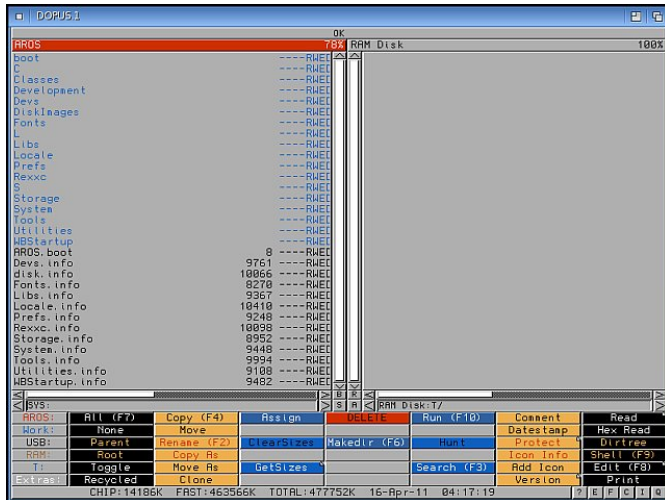 DOPUS 1
OK
AROS 78% RAM Disk 100%
boot ----RWED
C ----RWED
Classes ----RWED
Development ----RWED
Devs ----RWED
DiskImages ----RWED
Fonts ----RWED
L ----RWED
Libs ----RWED
Locale ----RWED
Prefs ----RWED
Rexxc ----RWED
S ----RWED
Storage ----RWED
System ----RWED
Tools ----RWED
Utilities ----RWED
WBStartup ----RWED
AROS.boot 8 ----RWED
Devs.info 9761 ----RWED
disk.info 10066 ----RWED
Fonts.info 8270 ----RWED
Libs.info 9367 ----RWED
Locale.info 10410 ----RWED
Prefs.info 9248 ----RWED
Rexxc.info 10098 ----RWED
Storage.info 8952 ----RWED
System.info 9448 ----RWED
Tools.info 9994 ----RWED
Utilities.info 9108 ----RWED
WBStartup.info 9482 ----RWED
B R
SYS: S A RAM Disk:T/
AROS: All (F7) Copy (F4) Assign DELETE Run (F10) Comment Read
Work: None Move Datestamp Hex Read
USB: Parent Rename (F2) ClearSizes Makedir (F6) Hunt Protect Dirtree
RAM: Root Copy As Icon Info Shell (F9)
T: Toggle Move As GetSizes Search (F3) Add Icon Edit (F8)
Extras: Recycled Clone Version Print
CHIP:14186K FAST:463566K TOTAL:477752K 16-Apr-11 04:17:19 ? E F C I Q